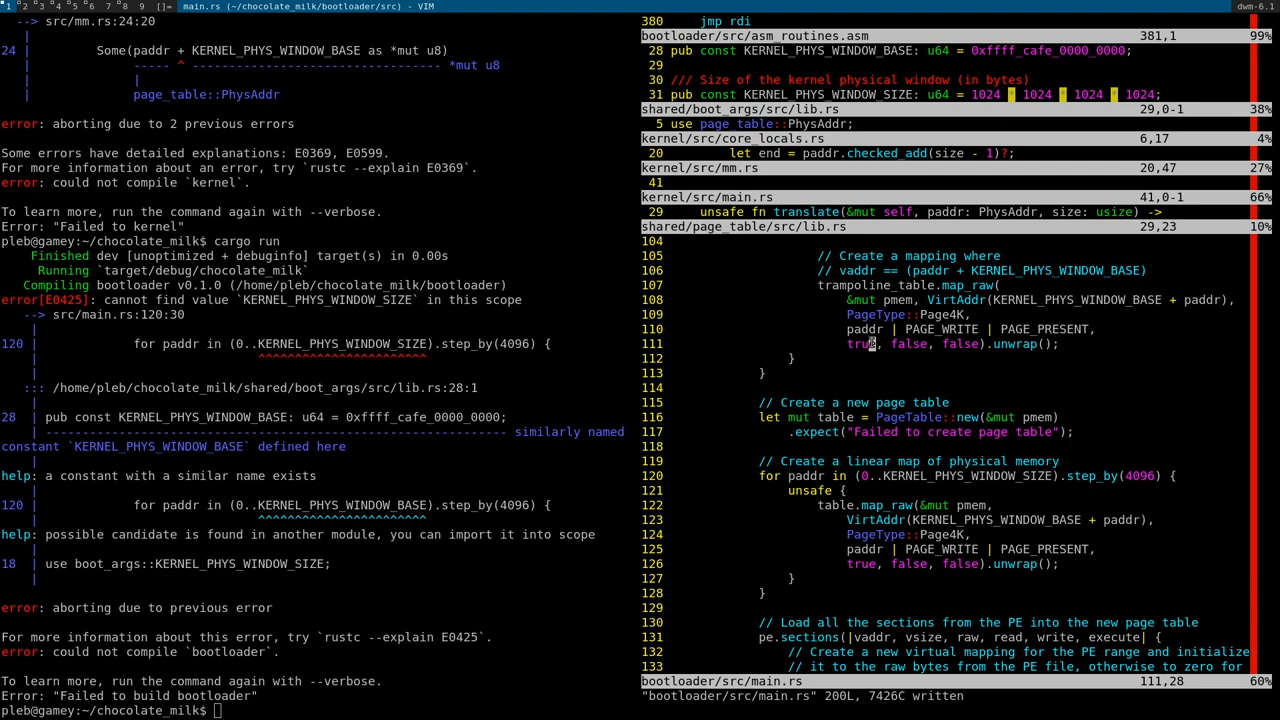 1 2 3 4 5 6 7 8 9 []= main.rs (~/chocolate_milk/bootloader/src) - VIM dwm-6.1
--> src/mm.rs:24:20
|
24 | Some(paddr + KERNEL_PHYS_WINDOW_BASE as *mut u8)
| ----- ^ ---------------------------------- *mut u8
| |
| page_table::PhysAddr
error: aborting due to 2 previous errors
Some errors have detailed explanations: E0369, E0599.
For more information about an error, try `rustc --explain E0369`.
error: could not compile `kernel`.
To learn more, run the command again with --verbose.
Error: "Failed to kernel"
pleb@gamey:~/chocolate_milk$ cargo run
Finished dev [unoptimized + debuginfo] target(s) in 0.00s
Running `target/debug/chocolate_milk`
Compiling bootloader v0.1.0 (/home/pleb/chocolate_milk/bootloader)
error[E0425]: cannot find value `KERNEL_PHYS_WINDOW_SIZE` in this scope
--> src/main.rs:120:30
|
120 | for paddr in (0..KERNEL_PHYS_WINDOW_SIZE).step_by(4096) {
| ^^^^^^^^^^^^^^^^^^^^^^^
|
::: /home/pleb/chocolate_milk/shared/boot_args/src/lib.rs:28:1
|
28 | pub const KERNEL_PHYS_WINDOW_BASE: u64 = 0xffff_cafe_0000_0000;
| --------------------------------------------------------------- similarly named
constant `KERNEL_PHYS_WINDOW_BASE` defined here
|
help: a constant with a similar name exists
|
120 | for paddr in (0..KERNEL_PHYS_WINDOW_BASE).step_by(4096) {
| ^^^^^^^^^^^^^^^^^^^^^^^
help: possible candidate is found in another module, you can import it into scope
|
18 | use boot_args::KERNEL_PHYS_WINDOW_SIZE;
|
error: aborting due to previous error
For more information about this error, try `rustc --explain E0425`.
error: could not compile `bootloader`.
To learn more, run the command again with --verbose.
Error: "Failed to build bootloader"
pleb@gamey:~/chocolate_milk$
380 jmp rdi
bootloader/src/asm_routines.asm 381,1 99%
28 pub const KERNEL_PHYS_WINDOW_BASE: u64 = 0xffff_cafe_0000_0000;
29
30 /// Size of the kernel physical window (in bytes)
31 pub const KERNEL_PHYS_WINDOW_SIZE: u64 = 1024 * 1024 * 1024 * 1024;
shared/boot_args/src/lib.rs 29,0-1 38%
5 use page_table::PhysAddr;
kernel/src/core_locals.rs 6,17 4%
20 let end = paddr.checked_add(size - 1)?;
kernel/src/mm.rs 20,47 27%
41
kernel/src/main.rs 41,0-1 66%
29 unsafe fn translate(&mut self, paddr: PhysAddr, size: usize) ->
shared/page_table/src/lib.rs 29,23 10%
104
105 // Create a mapping where
106 // vaddr == (paddr + KERNEL_PHYS_WINDOW_BASE)
107 trampoline_table.map_raw(
108 &mut pmem, VirtAddr(KERNEL_PHYS_WINDOW_BASE + paddr),
109 PageType::Page4K,
110 paddr | PAGE_WRITE | PAGE_PRESENT,
111 true, false, false).unwrap();
112 }
113 }
114
115 // Create a new page table
116 let mut table = PageTable::new(&mut pmem)
117 .expect("Failed to create page table");
118
119 // Create a linear map of physical memory
120 for paddr in (0..KERNEL_PHYS_WINDOW_SIZE).step_by(4096) {
121 unsafe {
122 table.map_raw(&mut pmem,
123 VirtAddr(KERNEL_PHYS_WINDOW_BASE + paddr),
124 PageType::Page4K,
125 paddr | PAGE_WRITE | PAGE_PRESENT,
126 true, false, false).unwrap();
127 }
128 }
129
130 // Load all the sections from the PE into the new page table
131 pe.sections(|vaddr, vsize, raw, read, write, execute| {
132 // Create a new virtual mapping for the PE range and initialize
133 // it to the raw bytes from the PE file, otherwise to zero for
bootloader/src/main.rs 111,28 60%
"bootloader/src/main.rs" 200L, 7426C written